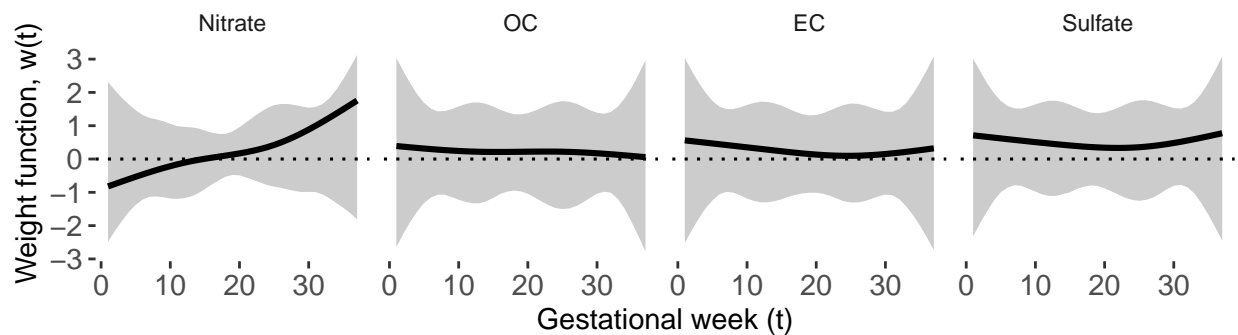 Nitrate OC EC Sulfate
Weight function, w(t)
3
2
1
0
−1
−2
−3
0 10 20 30 0 10 20 30 0 10 20 30 0 10 20 30
Gestational week (t)